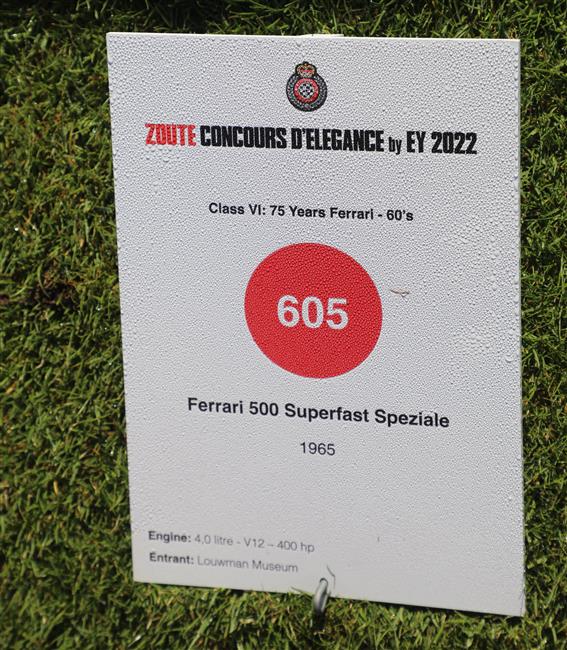 ZOUTE CONCOURS D'ELEGANCE by EY 2022
Class VI: 75 Years Ferrari - 60's
605
Ferrari 500 Superfast Speziale
1965
Engine: 4,0 litre - V12 – 400 hp
Entrant: Louwman Museum